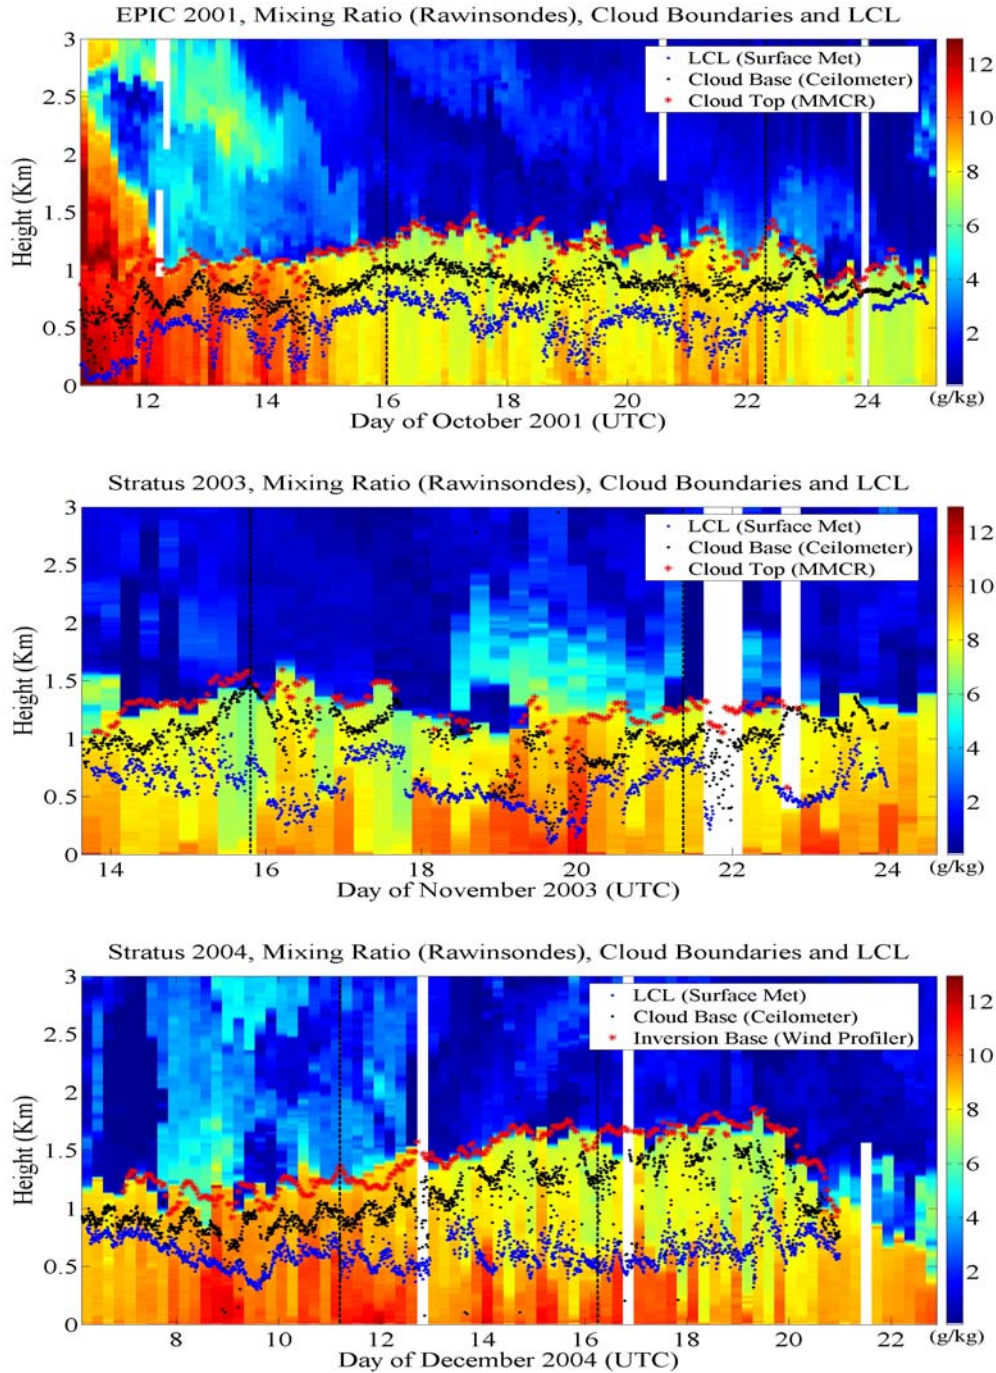 EPIC 2001, Mixing Ratio (Rawinsondes), Cloud Boundaries and LCL
3
2.5
2
1.5
1
0.5
0
Height (Km)
LCL (Surface Met)
Cloud Base (Ceilometer)
Cloud Top (MMCR)
12
10
8
6
4
2
(g/kg)
12 14 16 18 20 22 24
Day of October 2001 (UTC)
Stratus 2003, Mixing Ratio (Rawinsondes), Cloud Boundaries and LCL
3
2.5
2
1.5
1
0.5
0
Height (Km)
LCL (Surface Met)
Cloud Base (Ceilometer)
Cloud Top (MMCR)
12
10
8
6
4
2
(g/kg)
14 16 18 20 22 24
Day of November 2003 (UTC)
Stratus 2004, Mixing Ratio (Rawinsondes), Cloud Boundaries and LCL
3
2.5
2
1.5
1
0.5
0
Height (Km)
LCL (Surface Met)
Cloud Base (Ceilometer)
Inversion Base (Wind Profiler)
12
10
8
6
4
2
(g/kg)
8 10 12 14 16 18 20 22
Day of December 2004 (UTC)